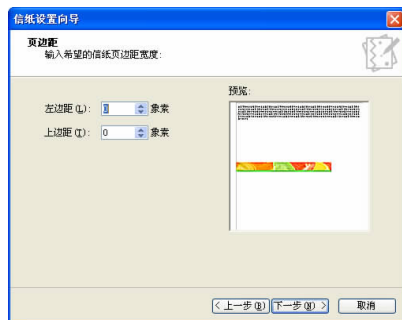 信纸设置向导
页边距
输入希望的信纸页边距宽度:
预览:
左边距(L): 0 象素
上边距(T): 0 象素
< 上一步(B) 下一步(N) > 取消